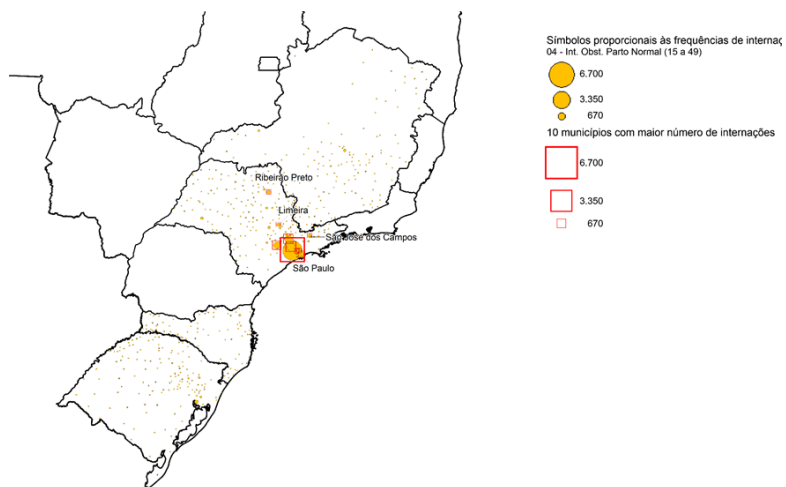 Símbolos proporcionais às frequências de internaç
04 - Int. Obst. Parto Normal (15 a 49)
6.700
3.350
670
10 municípios com maior número de internações
6.700
3.350
670
Ribeirão Preto
Limeira
São José dos Campos
São Paulo